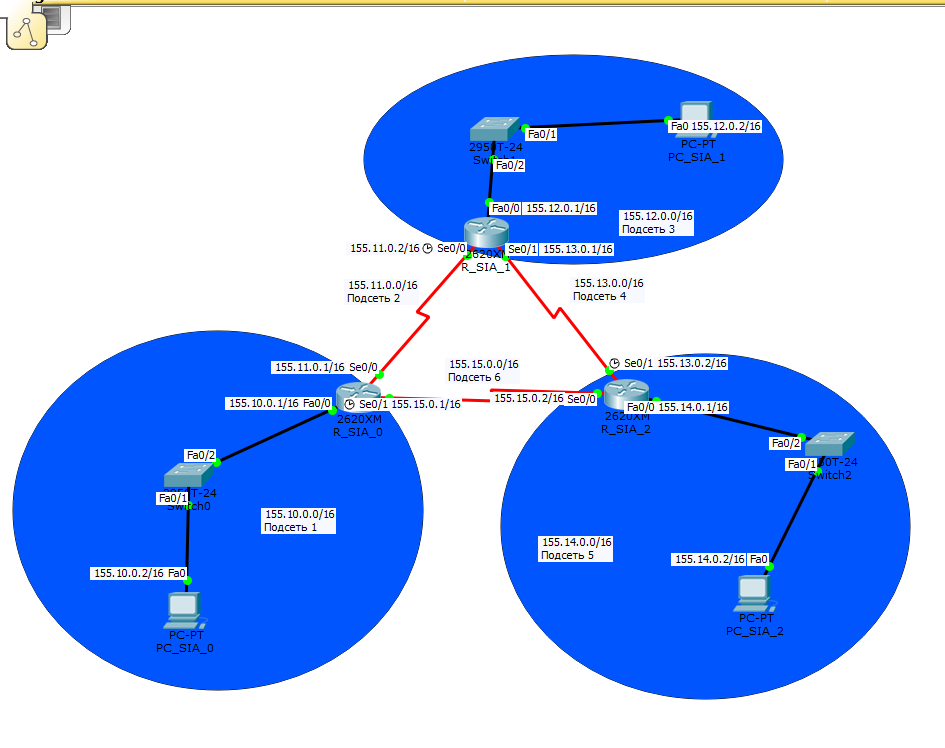 Fa0/1
Fa0 155.12.0.2/16
2950T-24
Fa0/2
PC-PT
PC_SIA_1
Fa0/0 155.12.0.1/16
155.12.0.0/16
Подсеть 3
155.11.0.2/16 Se0/0
Se0/1 155.13.0.1/16
2620XM
R_SIA_1
155.11.0.0/16
Подсеть 2
155.13.0.0/16
Подсеть 4
155.11.0.1/16 Se0/0
155.15.0.0/16
Подсеть 6
Se0/1 155.13.0.2/16
155.10.0.1/16 Fa0/0
Se0/1 155.15.0.1/16
155.15.0.2/16 Se0/0
Fa0/0 155.14.0.1/16
2620XM
R_SIA_0
2620XM
R_SIA_2
Fa0/2
Fa0/2
Fa0/1
Switch2
Fa0/1
Switch0
155.10.0.0/16
Подсеть 1
155.14.0.0/16
Подсеть 5
155.10.0.2/16 Fa0
155.14.0.2/16 Fa0
PC-PT
PC_SIA_0
PC-PT
PC_SIA_2